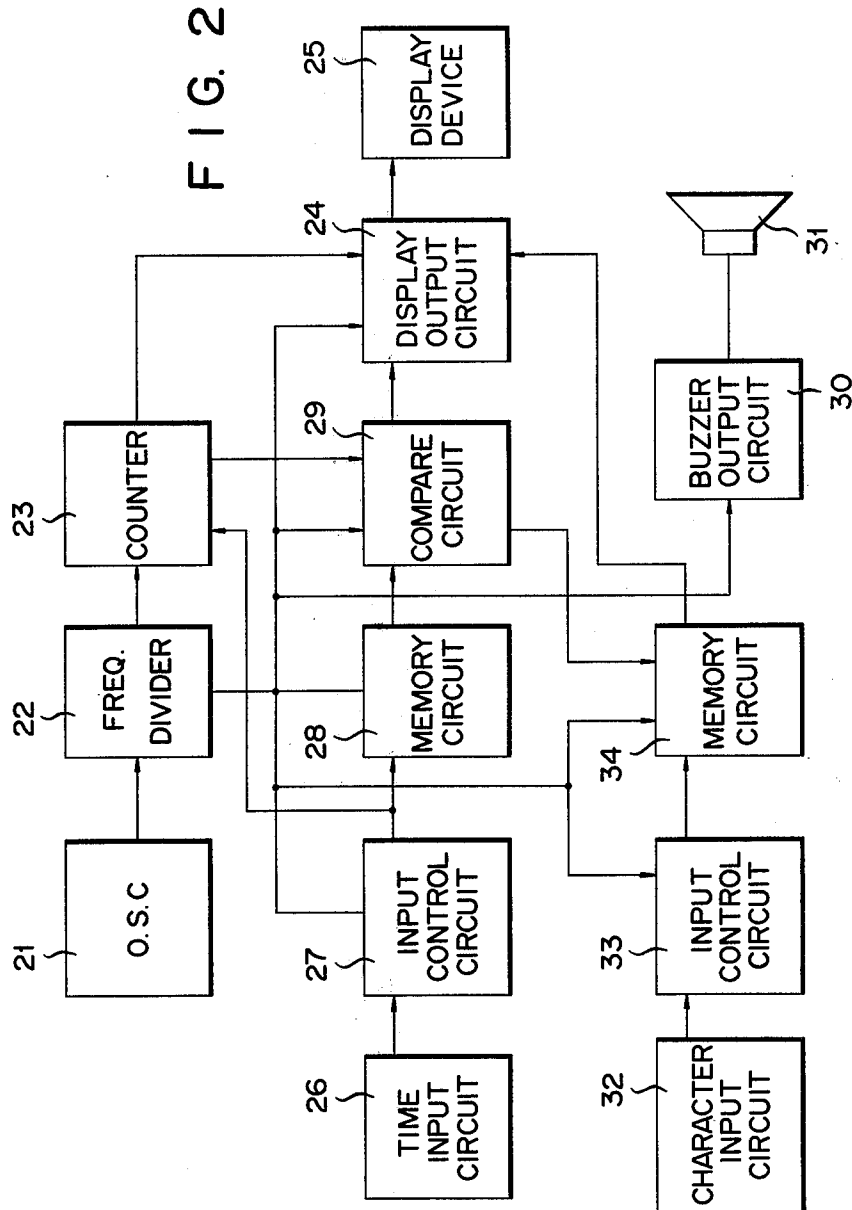 FIG. 2
21
O.S.C
22
FREQ.
DIVIDER
23
COUNTER
26
TIME
INPUT
CIRCUIT
27
INPUT
CONTROL
CIRCUIT
28
MEMORY
CIRCUIT
29
COMPARE
CIRCUIT
24
DISPLAY
OUTPUT
CIRCUIT
25
DISPLAY
DEVICE
32
CHARACTER
INPUT
CIRCUIT
33
INPUT
CONTROL
CIRCUIT
34
MEMORY
CIRCUIT
BUZZER
OUTPUT
CIRCUIT
30
31